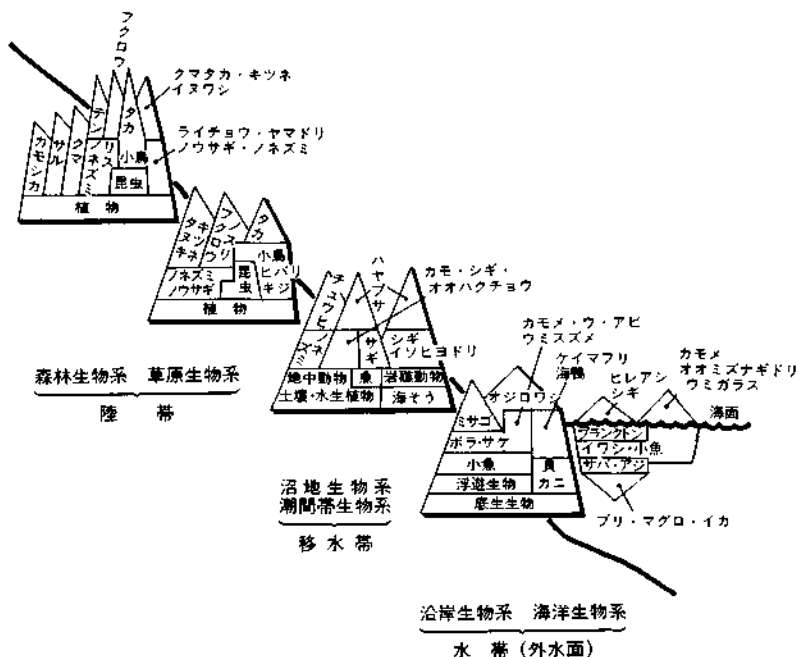 フクロウ
クマタカ・キツネ
イヌワシ
テン
タカ
ライチョウ・ヤマドリ
ノウサギ・ノネズミ
カモシカ
サル
クマ
ノネズミ
リス
小鳥
昆虫
植物
タヌキ
キツネ
フクロウ
ノスリ
タカ
小鳥
ヒバリ
キジ
ノネズミ
ノウサギ
昆虫
植物
チュウヒ
ノネズミ
ハヤブサ
カモ・シギ・
オオハクチョウ
サギ
シギ
イソヒヨドリ
地中動物
魚
岩礁動物
土壌・水生植物
海そう
森林生物系 草原生物系
陸帯
カモメ・ウ・アビ
ウミスズメ
ケイマフリ
海鴨
オジロワシ
ミサゴ
ボラ・サケ
小魚
浮遊生物
貝
カニ
底生生物
カモメ
オオミズナギドリ
ウミガラス
ヒレアシ
シギ
海面
プランクトン
イワシ・小魚
サバ・アジ
ブリ・マグロ・イカ
沼地生物系
潮間帯生物系
移水帯
沿岸生物系 海洋生物系
水帯(外水面)